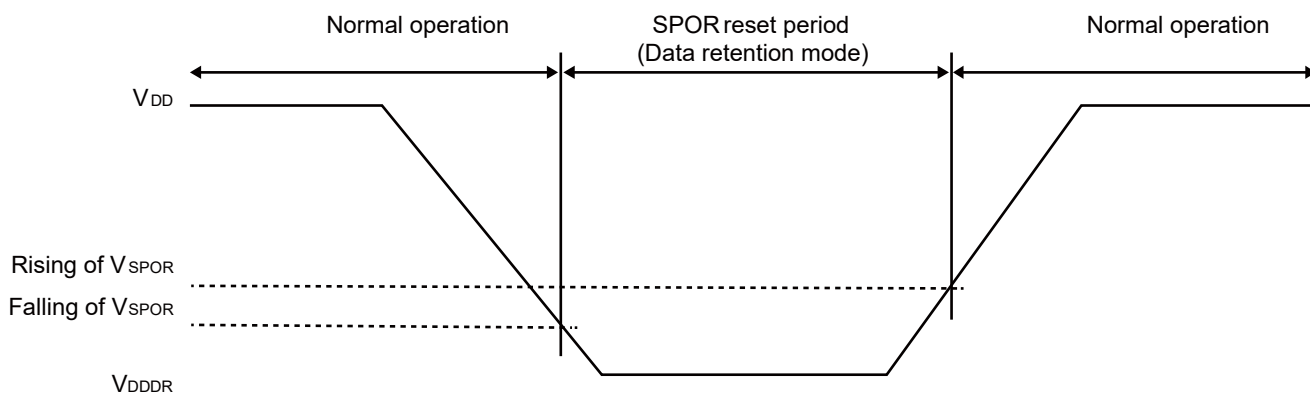 Normal operation
SPOR reset period
(Data retention mode)
Normal operation
VDD
Rising of VSPOR
Falling of VSPOR
VDDDR